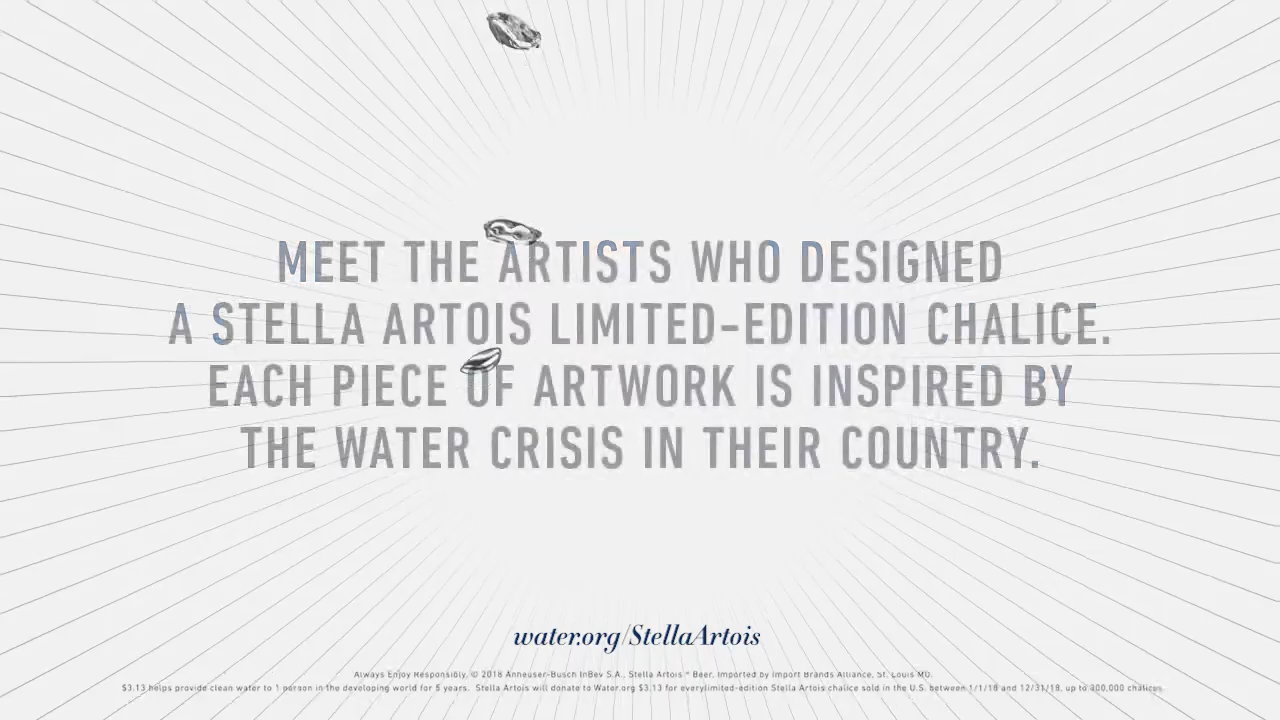 MEET THE ARTISTS WHO DESIGNED
A STELLA ARTOIS LIMITED-EDITION CHALICE.
EACH PIECE OF ARTWORK IS INSPIRED BY
THE WATER CRISIS IN THEIR COUNTRY.
water.org/StellaArtois
Always Enjoy Responsibly, © 2018 Anheuser-Busch InBev S.A., Stella Artois ® Beer, Imported by Import Brands Alliance, St. Louis MO.
$3.13 helps provide clean water to 1 person in the developing world for 5 years. Stella Artois will donate to Water.org $3.13 for everylimited-edition Stella Artois chalice sold in the U.S. between 1/1/18 and 12/31/18, up to 300,000 chalices.